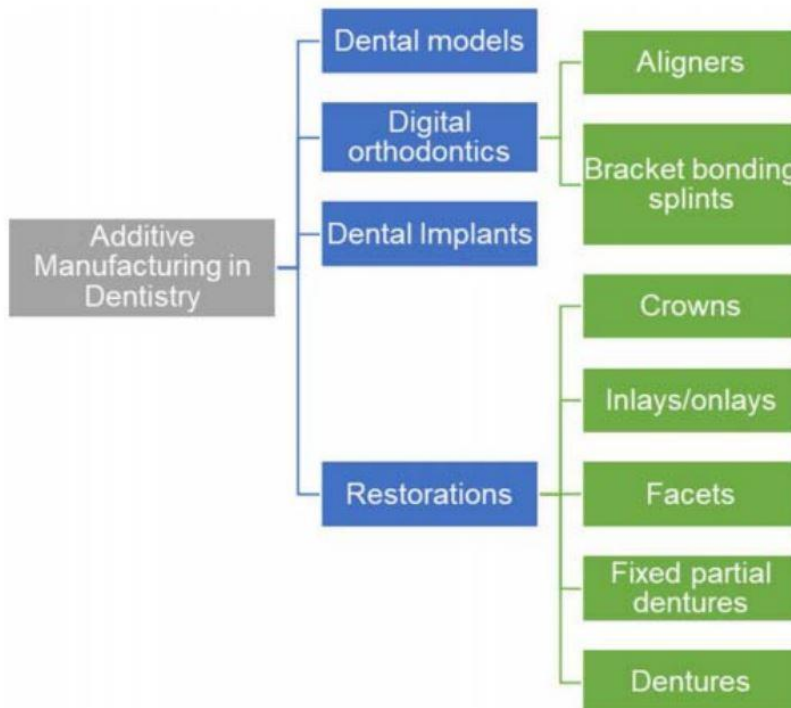 Additive
Manufacturing in
Dentistry
Dental models
Digital
orthodontics
Dental Implants
Restorations
Aligners
Bracket bonding
splints
Crowns
Inlays/onlays
Facets
Fixed partial
dentures
Dentures